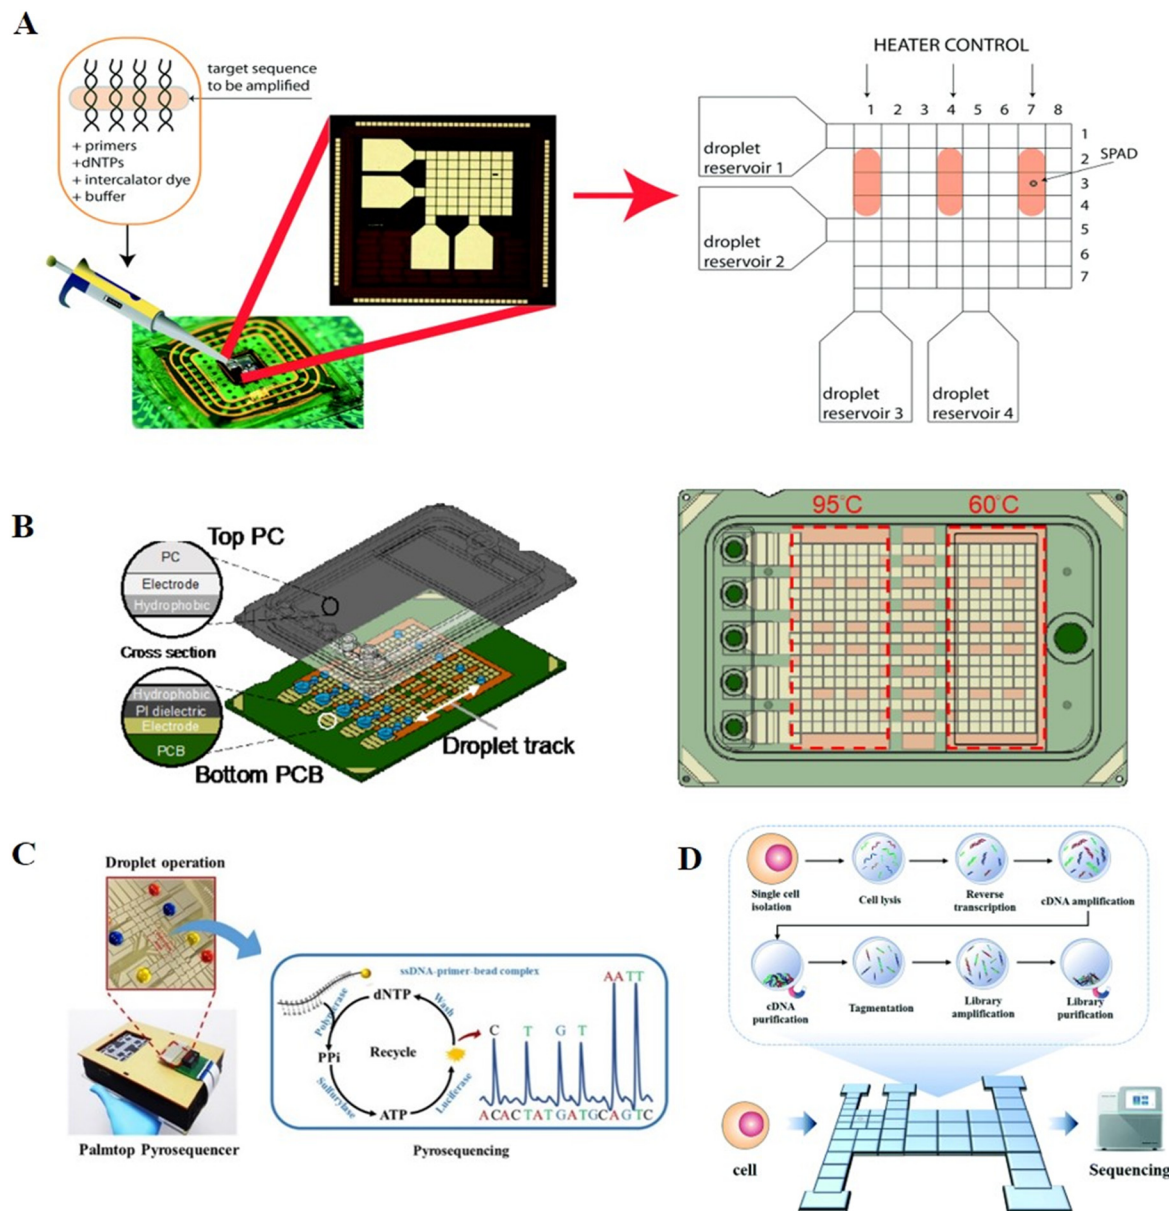 A
target sequence
to be amplified
+ primers
+dNTPs
+ intercalator dye
+ buffer
HEATER CONTROL
1 2 3 4 5 6 7 8
droplet
reservoir 1
droplet
reservoir 2
1
2
3
4
5
6
7
SPAD
droplet
reservoir 3
droplet
reservoir 4
B
Top PC
PC
Electrode
Hydrophobic
Cross section
Hydrophobic
PI dielectric
Electrode
PCB
Bottom PCB
Droplet track
95°C
60°C
C
Droplet operation
Palmtop Pyrosequencer
ssDNA-primer-bead complex
Polymerase
dNTP
Wash
PPi
Recycle
Sulfurylase
ATP
Luciferase
C T G T AA TT
ACACTATGATGCAGTC
Pyrosequencing
D
Single cell
isolation
Cell lysis
Reverse
transcription
cDNA amplification
cDNA
purification
Tagmentation
Library
amplification
Library
purification
cell
Sequencing